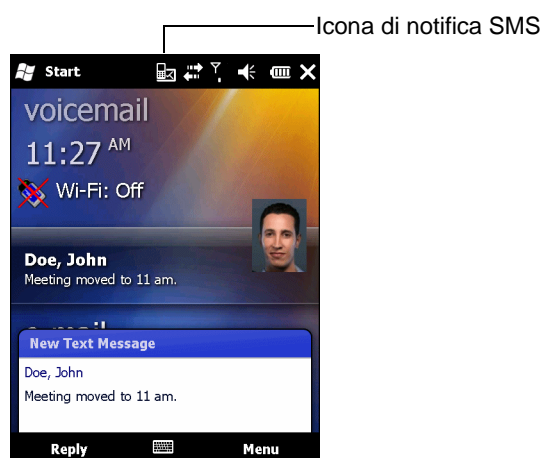 Icona di notifica SMS
Start
voicemail
11:27 AM
Wi-Fi: Off
Doe, John
Meeting moved to 11 am.
e-mail
New Text Message
Doe, John
Meeting moved to 11 am.
Reply
Menu